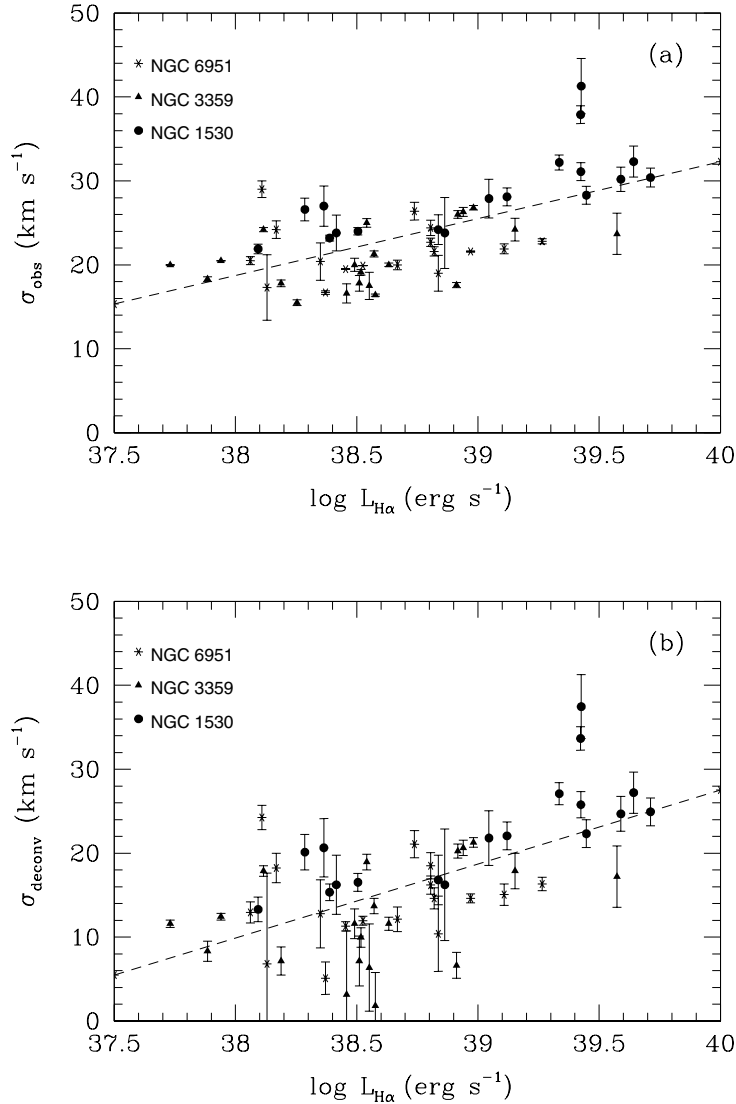 50
40
30
20
10
0
σobs (km s⁻¹)
(a)
NGC 6951
NGC 3359
NGC 1530
37.5 38 38.5 39 39.5 40
log LHα (erg s⁻¹)
50
40
30
20
10
0
σdeconv (km s⁻¹)
(b)
NGC 6951
NGC 3359
NGC 1530
37.5 38 38.5 39 39.5 40
log LHα (erg s⁻¹)